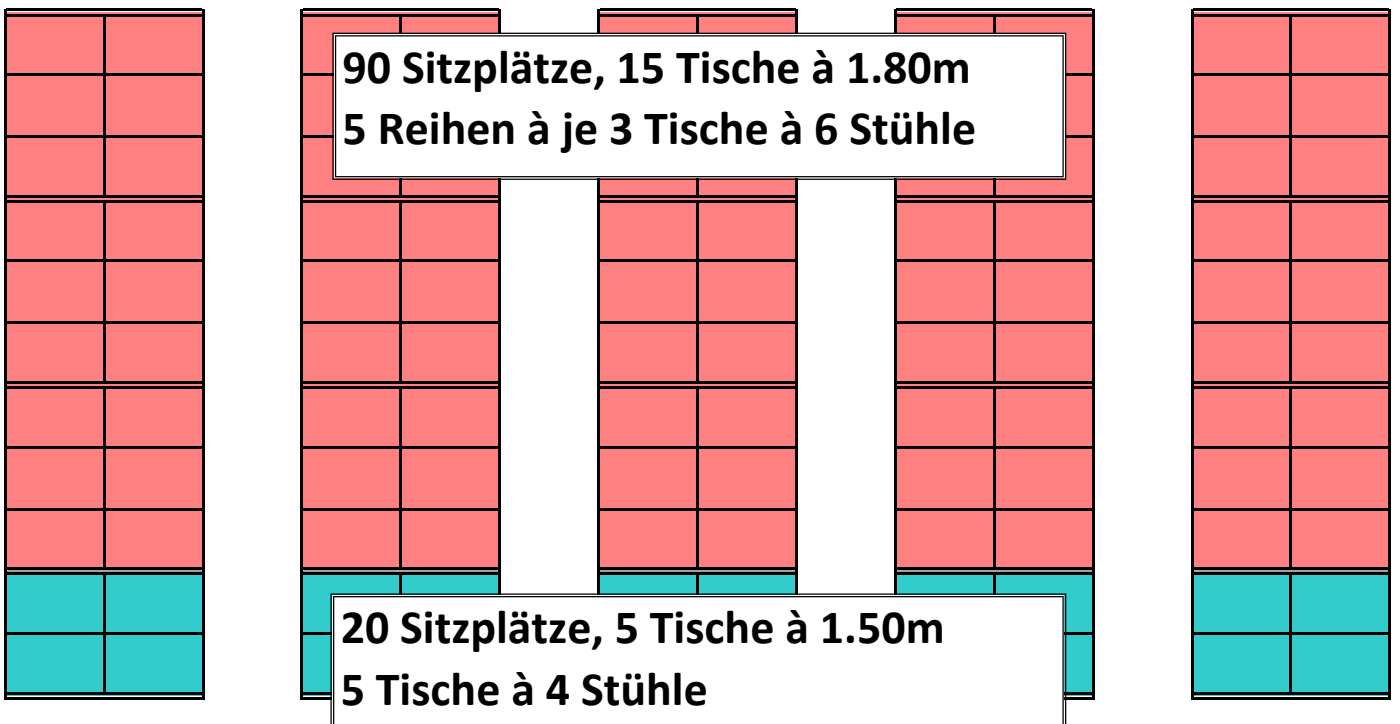 90 Sitzplätze, 15 Tische à 1.80m
5 Reihen à je 3 Tische à 6 Stühle
20 Sitzplätze, 5 Tische à 1.50m
5 Tische à 4 Stühle